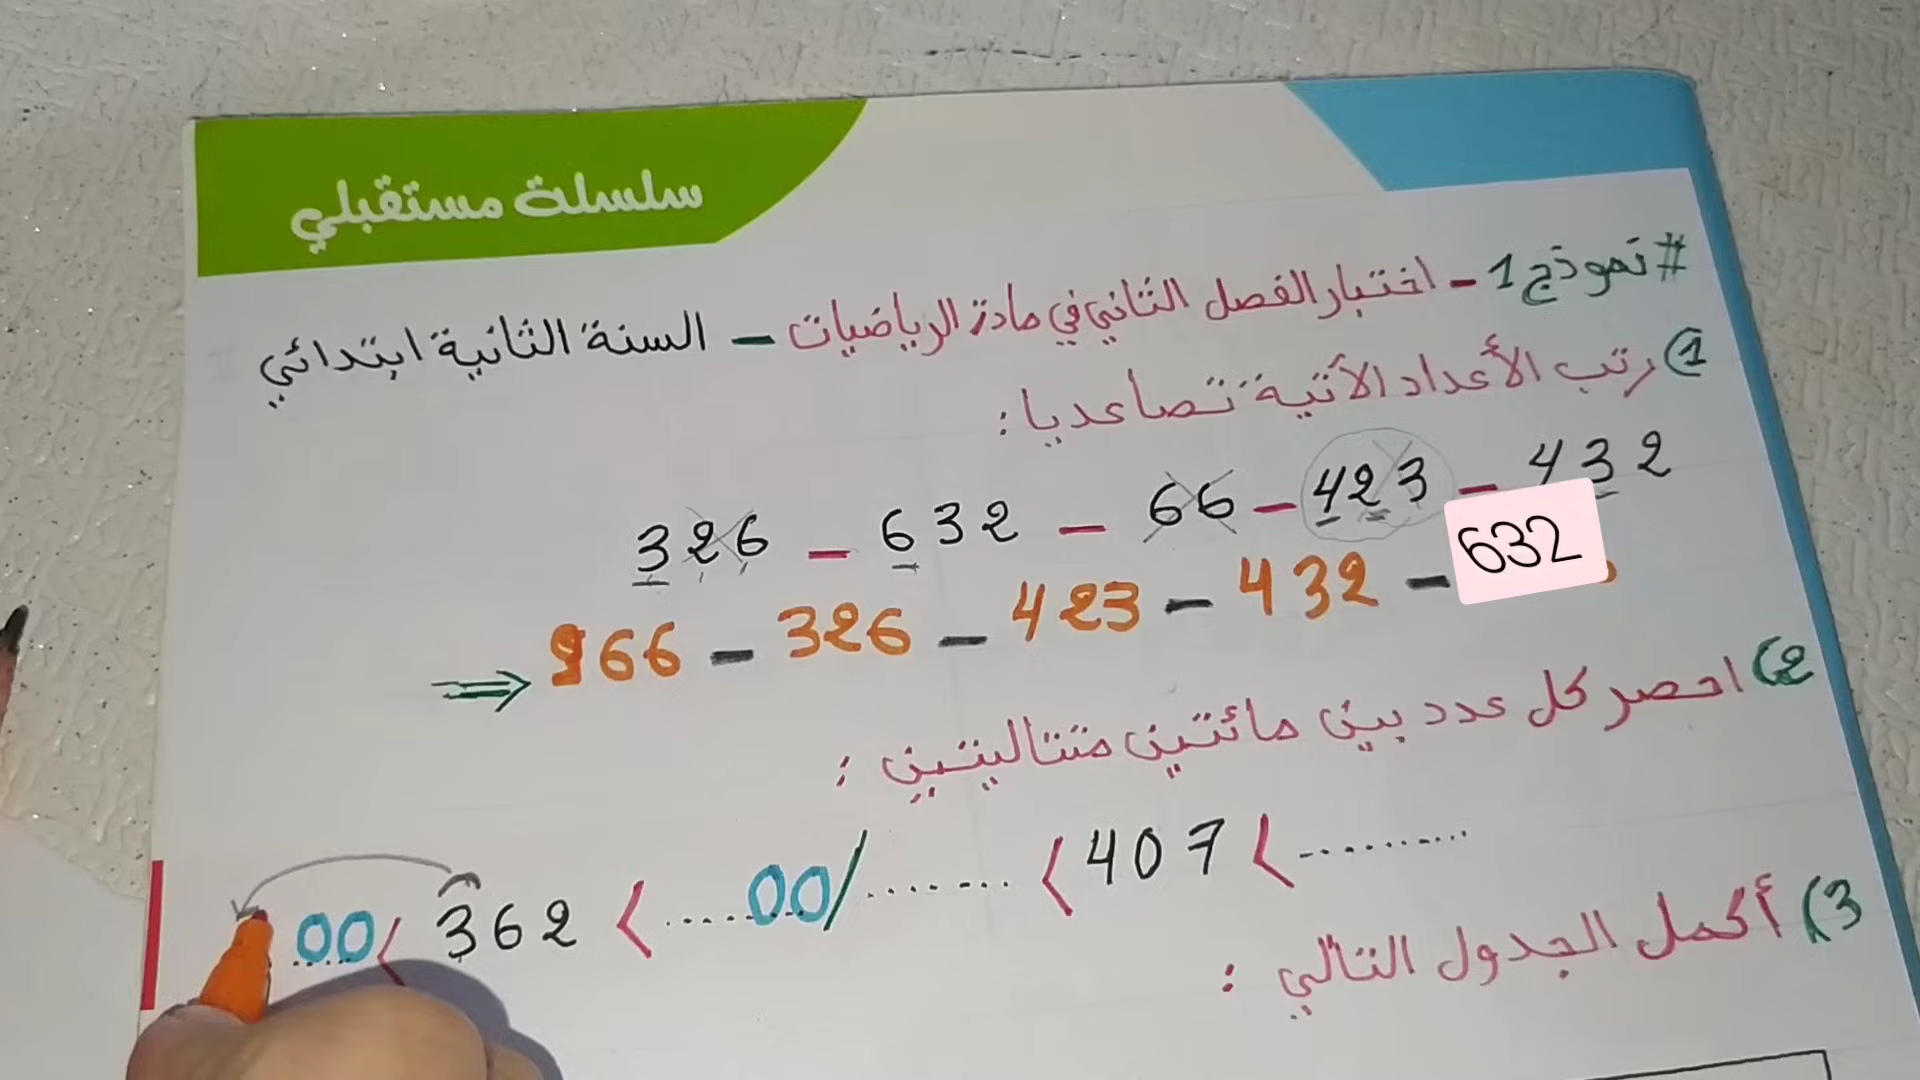 سلسلة مستقبلي
# نموذج 1 - اختبار الفصل الثاني في مادة الرياضيات - السنة الثانية ابتدائي
1) رتب الأعداد الأتية تصاعديا :
326 - 632 - 66 - 423 - 432
⇒ 66 - 326 - 423 - 432 - 632
2) احصر كل عدد بين مائتين متتاليتين :
00 < 362 < .....00 / ........ < 407 < ..........
3) أكمل الجدول التالي :